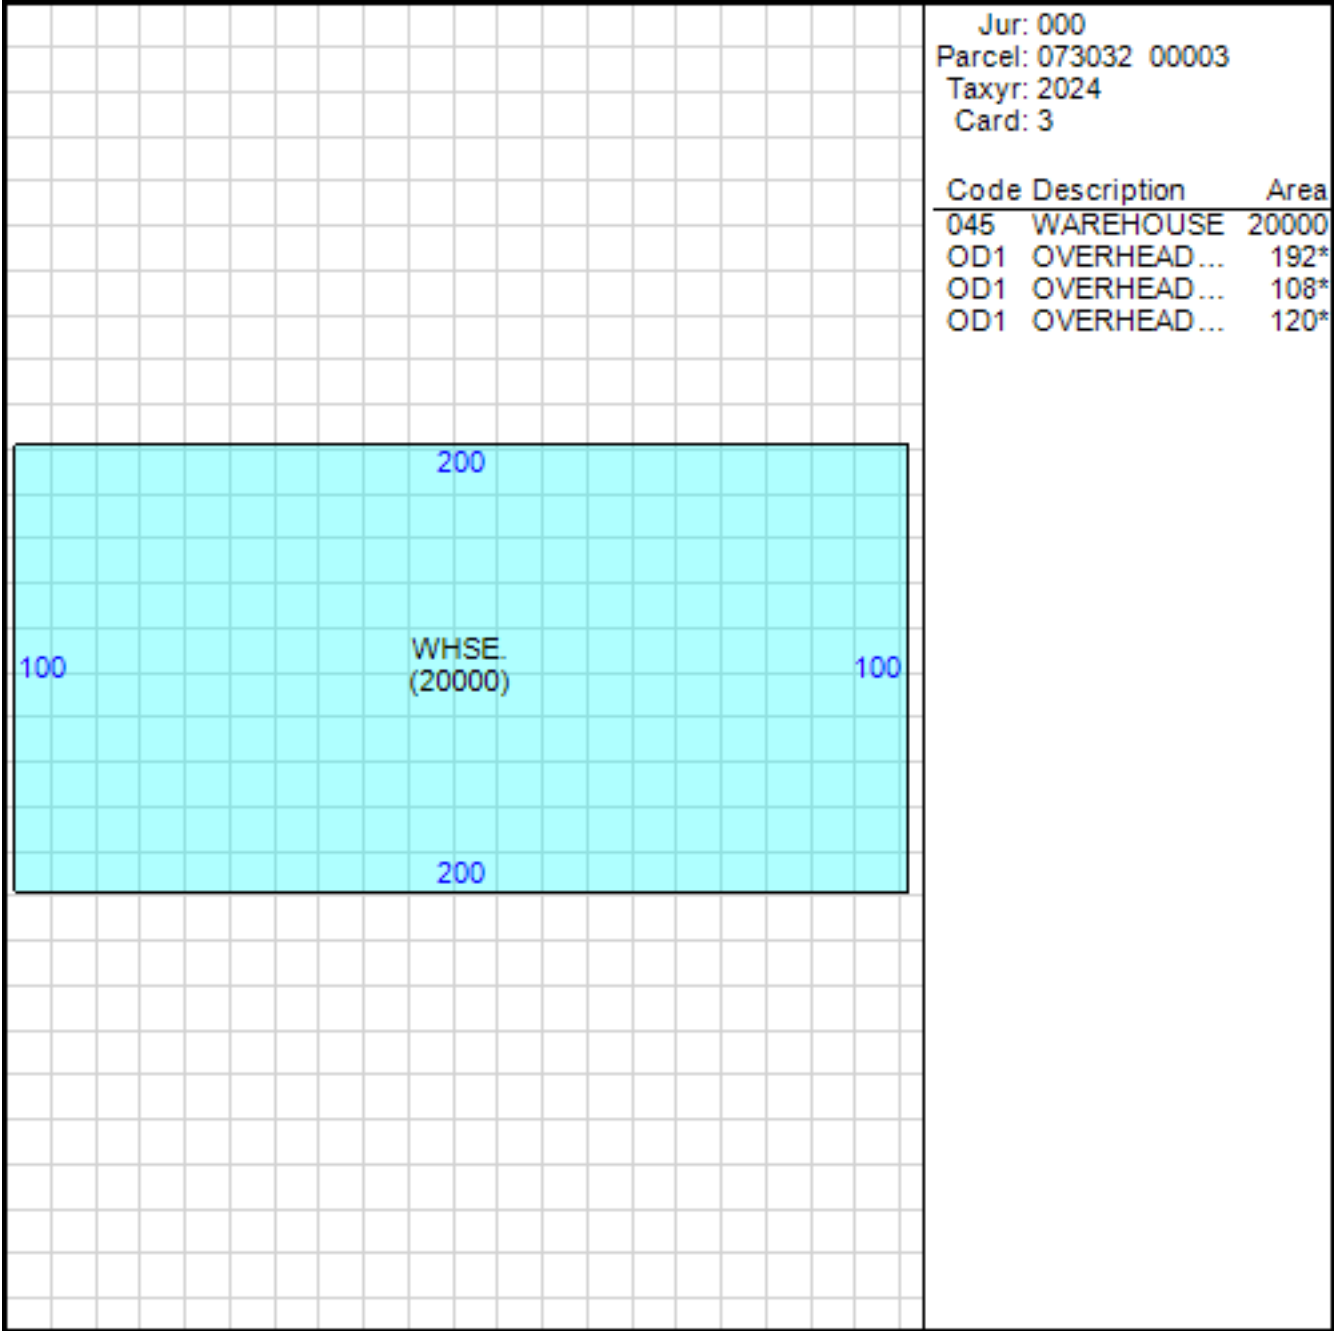 Jur: 000
Parcel: 073032 00003
Taxyr: 2024
Card: 3
Code Description Area
045 WAREHOUSE 20000
OD1 OVERHEAD... 192*
OD1 OVERHEAD... 108*
OD1 OVERHEAD... 120*
200
WHSE.
100 100
(20000)
200